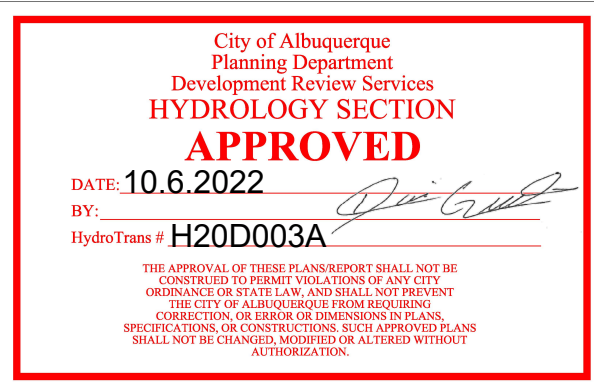 City of Albuquerque
Planning Department
Development Review Services
HYDROLOGY SECTION
APPROVED
DATE: 10.6.2022
BY:
HydroTrans # H20D003A
THE APPROVAL OF THESE PLANS/REPORT SHALL NOT BE
CONSTRUED TO PERMIT VIOLATIONS OF ANY CITY
ORDINANCE OR STATE LAW, AND SHALL NOT PREVENT
THE CITY OF ALBUQUERQUE FROM REQUIRING
CORRECTION, OR ERROR OR DIMENSIONS IN PLANS,
SPECIFICATIONS, OR CONSTRUCTIONS. SUCH APPROVED PLANS
SHALL NOT BE CHANGED, MODIFIED OR ALTERED WITHOUT
AUTHORIZATION.